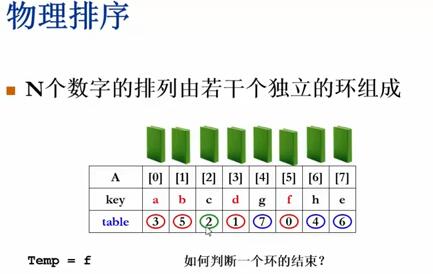 物理排序
N个数字的排列由若干个独立的环组成
A [0] [1] [2] [3] [4] [5] [6] [7]
key a b c d g f h e
table 3 5 2 1 7 0 4 6
Temp = f 如何判断一个环的结束？